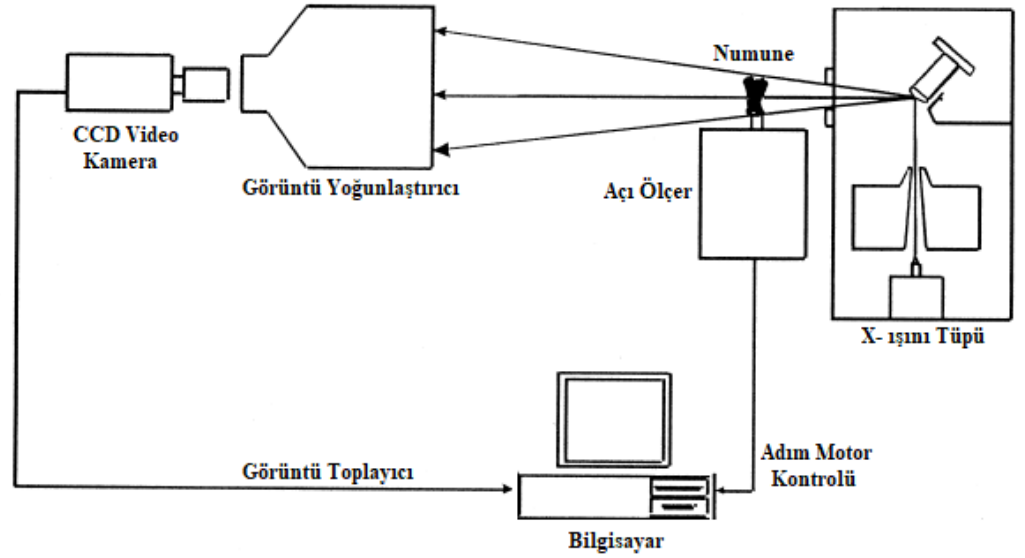 Numune
CCD Video
Kamera
Görüntü Yoğunlaştırıcı
Açı Ölçer
X- ışını Tüpü
Görüntü Toplayıcı
Adım Motor
Kontrolü
Bilgisayar